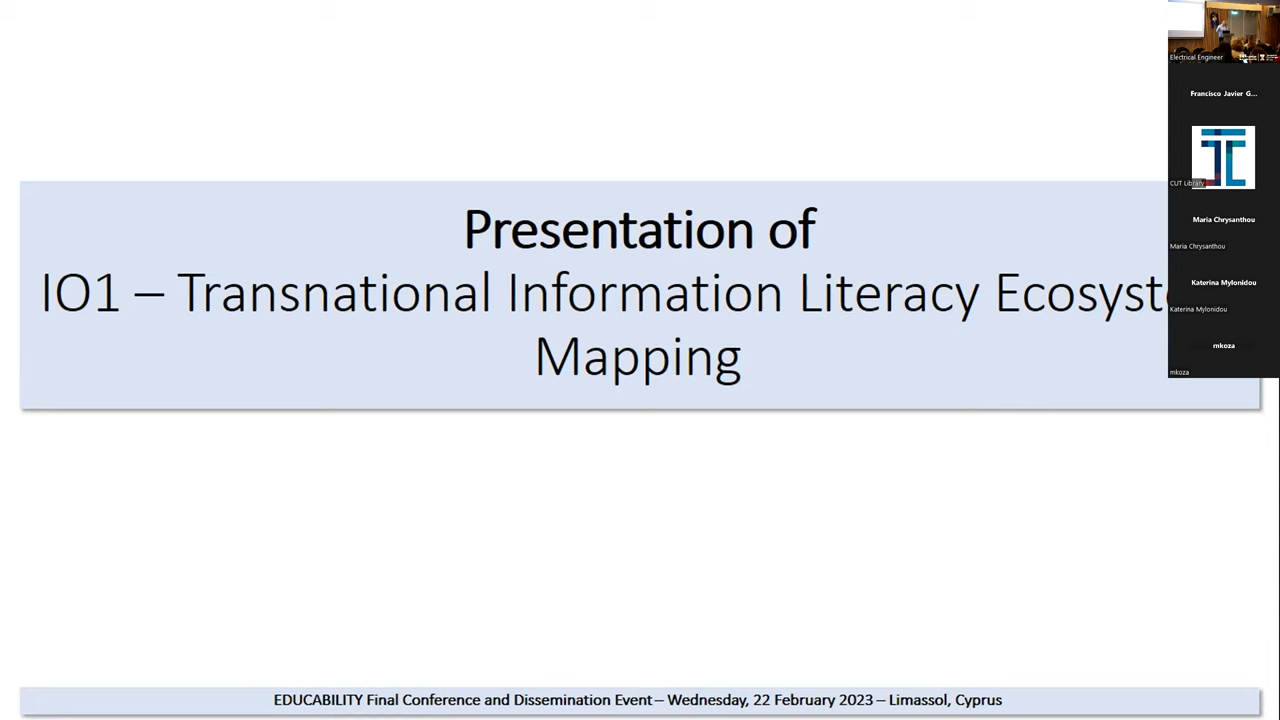 Presentation of
IO1 – Transnational Information Literacy Ecosyst
Mapping
EDUCABILITY Final Conference and Dissemination Event – Wednesday, 22 February 2023 – Limassol, Cyprus
Electrical Engineer
Francisco Javier G...
CUT Library
Maria Chrysanthou
Maria Chrysanthou
Katerina Mylonidou
Katerina Mylonidou
mkoza
mkoza